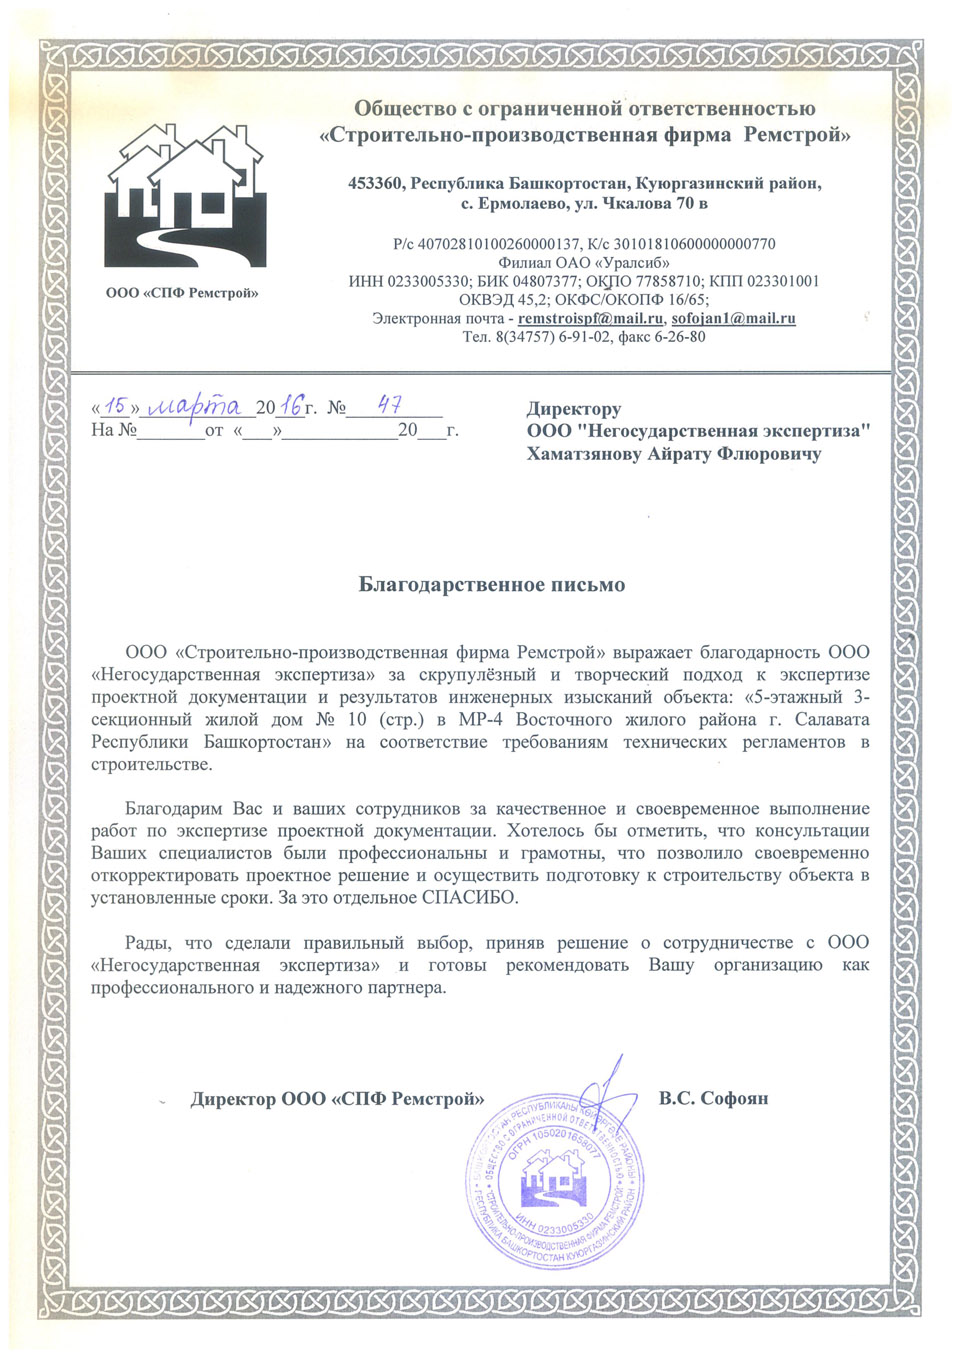 Общество с ограниченной ответственностью
«Строительно-производственная фирма Ремстрой»
453360, Республика Башкортостан, Куюргазинский район,
с. Ермолаево, ул. Чкалова 70 в
Р/с 40702810100260000137, К/с 30101810600000000770
Филиал ОАО «Уралсиб»
ИНН 0233005330; БИК 04807377; ОКПО 77858710; КПП 023301001
ОКВЭД 45,2; ОКФС/ОКОПФ 16/65;
Электронная почта - remstroispf@mail.ru, sofojan1@mail.ru
Тел. 8(34757) 6-91-02, факс 6-26-80
ООО «СПФ Ремстрой»
«15» марта 2016г. № 47
На №_______от «___»____________20___г.
Директору
ООО "Негосударственная экспертиза"
Хаматзянову Айрату Флюровичу
Благодарственное письмо
ООО «Строительно-производственная фирма Ремстрой» выражает благодарность ООО
«Негосударственная экспертиза» за скрупулёзный и творческий подход к экспертизе
проектной документации и результатов инженерных изысканий объекта: «5-этажный 3-
секционный жилой дом № 10 (стр.) в МР-4 Восточного жилого района г. Салавата
Республики Башкортостан» на соответствие требованиям технических регламентов в
строительстве.
Благодарим Вас и ваших сотрудников за качественное и своевременное выполнение
работ по экспертизе проектной документации. Хотелось бы отметить, что консультации
Ваших специалистов были профессиональны и грамотны, что позволило своевременно
откорректировать проектное решение и осуществить подготовку к строительству объекта в
установленные сроки. За это отдельное СПАСИБО.
Рады, что сделали правильный выбор, приняв решение о сотрудничестве с ООО
«Негосударственная экспертиза» и готовы рекомендовать Вашу организацию как
профессионального и надежного партнера.
Директор ООО «СПФ Ремстрой»
В.С. Софоян
РЕСПУБЛИКАҺЫ КӨЙӨРГӘЗЕ РАЙОНЫ
РЕСПУБЛИКА БАШКОРТОСТАН КУЮРГАЗИНСКИЙ РАЙОН
ОБЩЕСТВО С ОГРАНИЧЕННОЙ ОТВЕТСТВЕННОСТЬЮ
"СТРОИТЕЛЬНО-ПРОИЗВОДСТВЕННАЯ ФИРМА РЕМСТРОЙ"
ОГРН 1050201658077
ИНН 0233005330